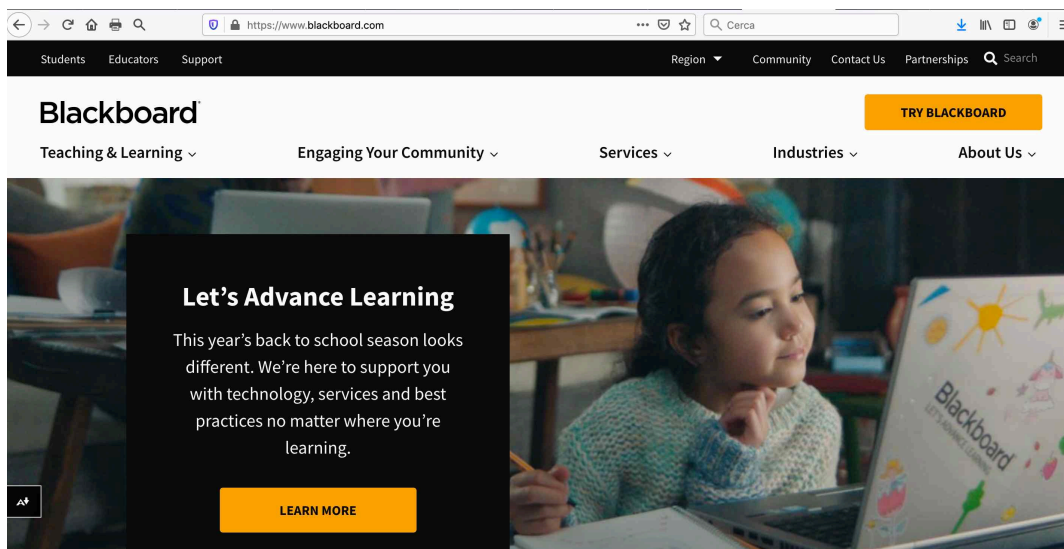 https://www.blackboard.com
Cerca
Students Educators Support Region Community Contact Us Partnerships Search
Blackboard
TRY BLACKBOARD
Teaching & Learning Engaging Your Community Services Industries About Us
Let's Advance Learning
This year's back to school season looks
different. We're here to support you
with technology, services and best
practices no matter where you're
learning.
LEARN MORE
Blackboard
LET'S ADVANCE LEARNING